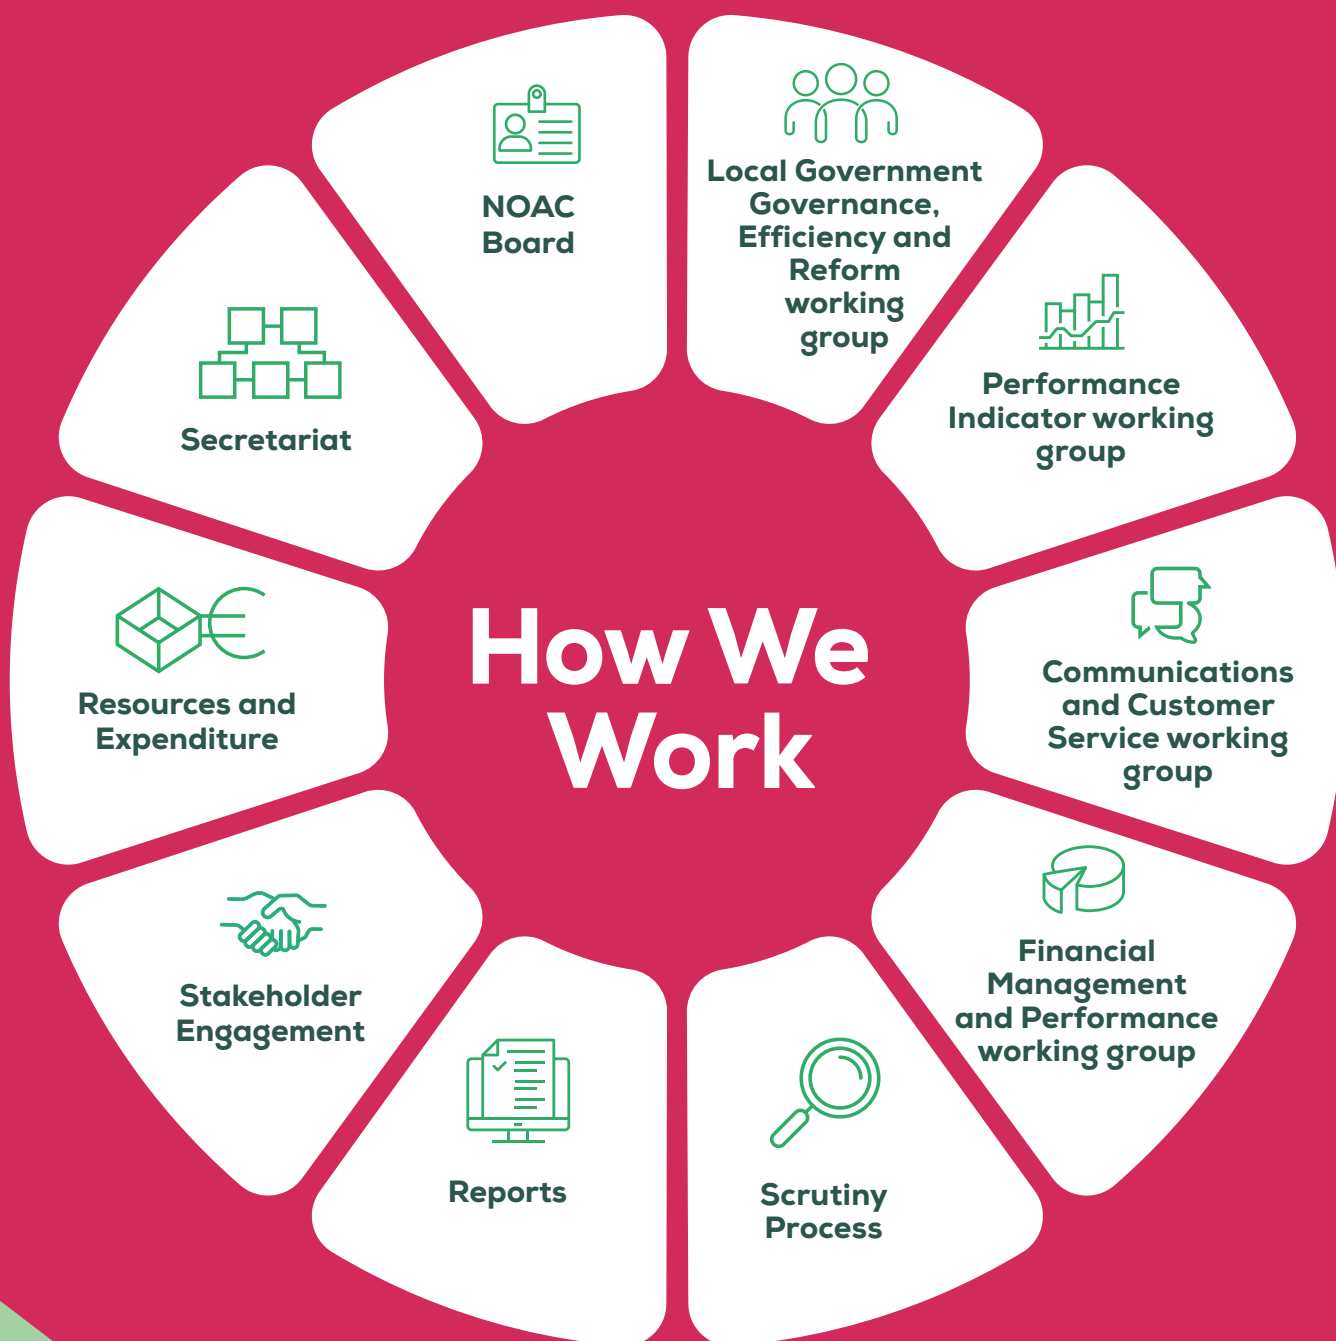 NOAC
Board
Local Government
Governance,
Efficiency and
Reform
working
group
Performance
Indicator working
group
Communications
and Customer
Service working
group
Financial
Management
and Performance
working group
Scrutiny
Process
Reports
Stakeholder
Engagement
Resources and
Expenditure
Secretariat
How We
Work